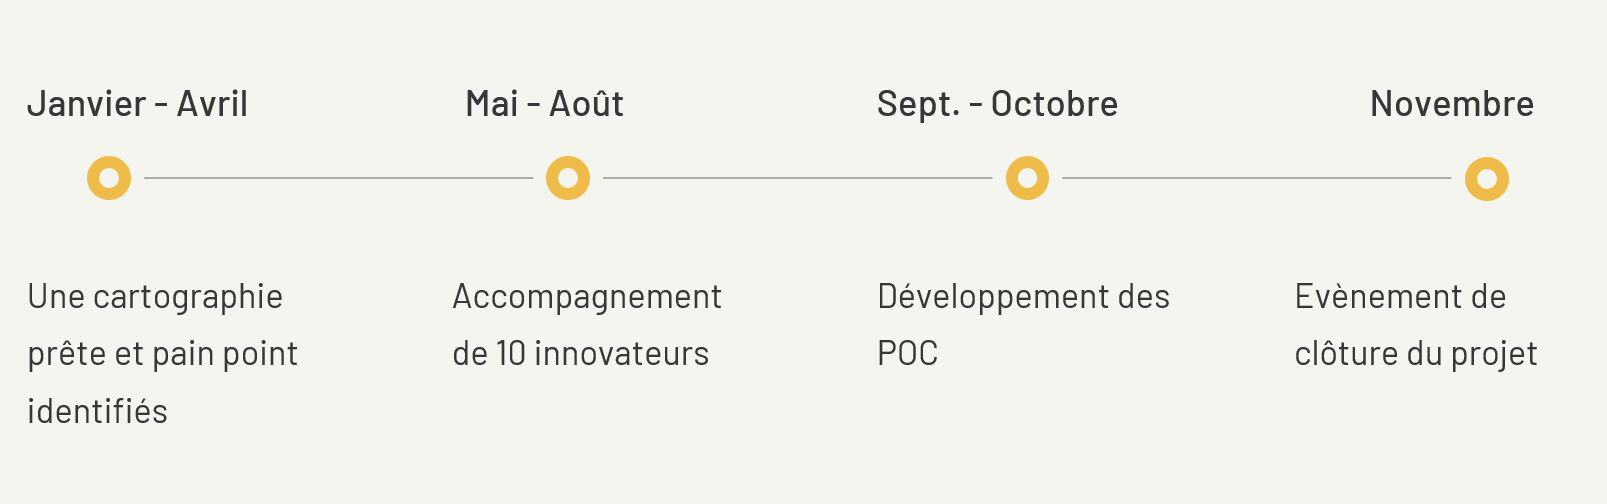 Janvier - Avril
Mai - Août
Sept. - Octobre
Novembre
Une cartographie
prête et pain point
identifiés
Accompagnement
de 10 innovateurs
Développement des
POC
Evènement de
clôture du projet